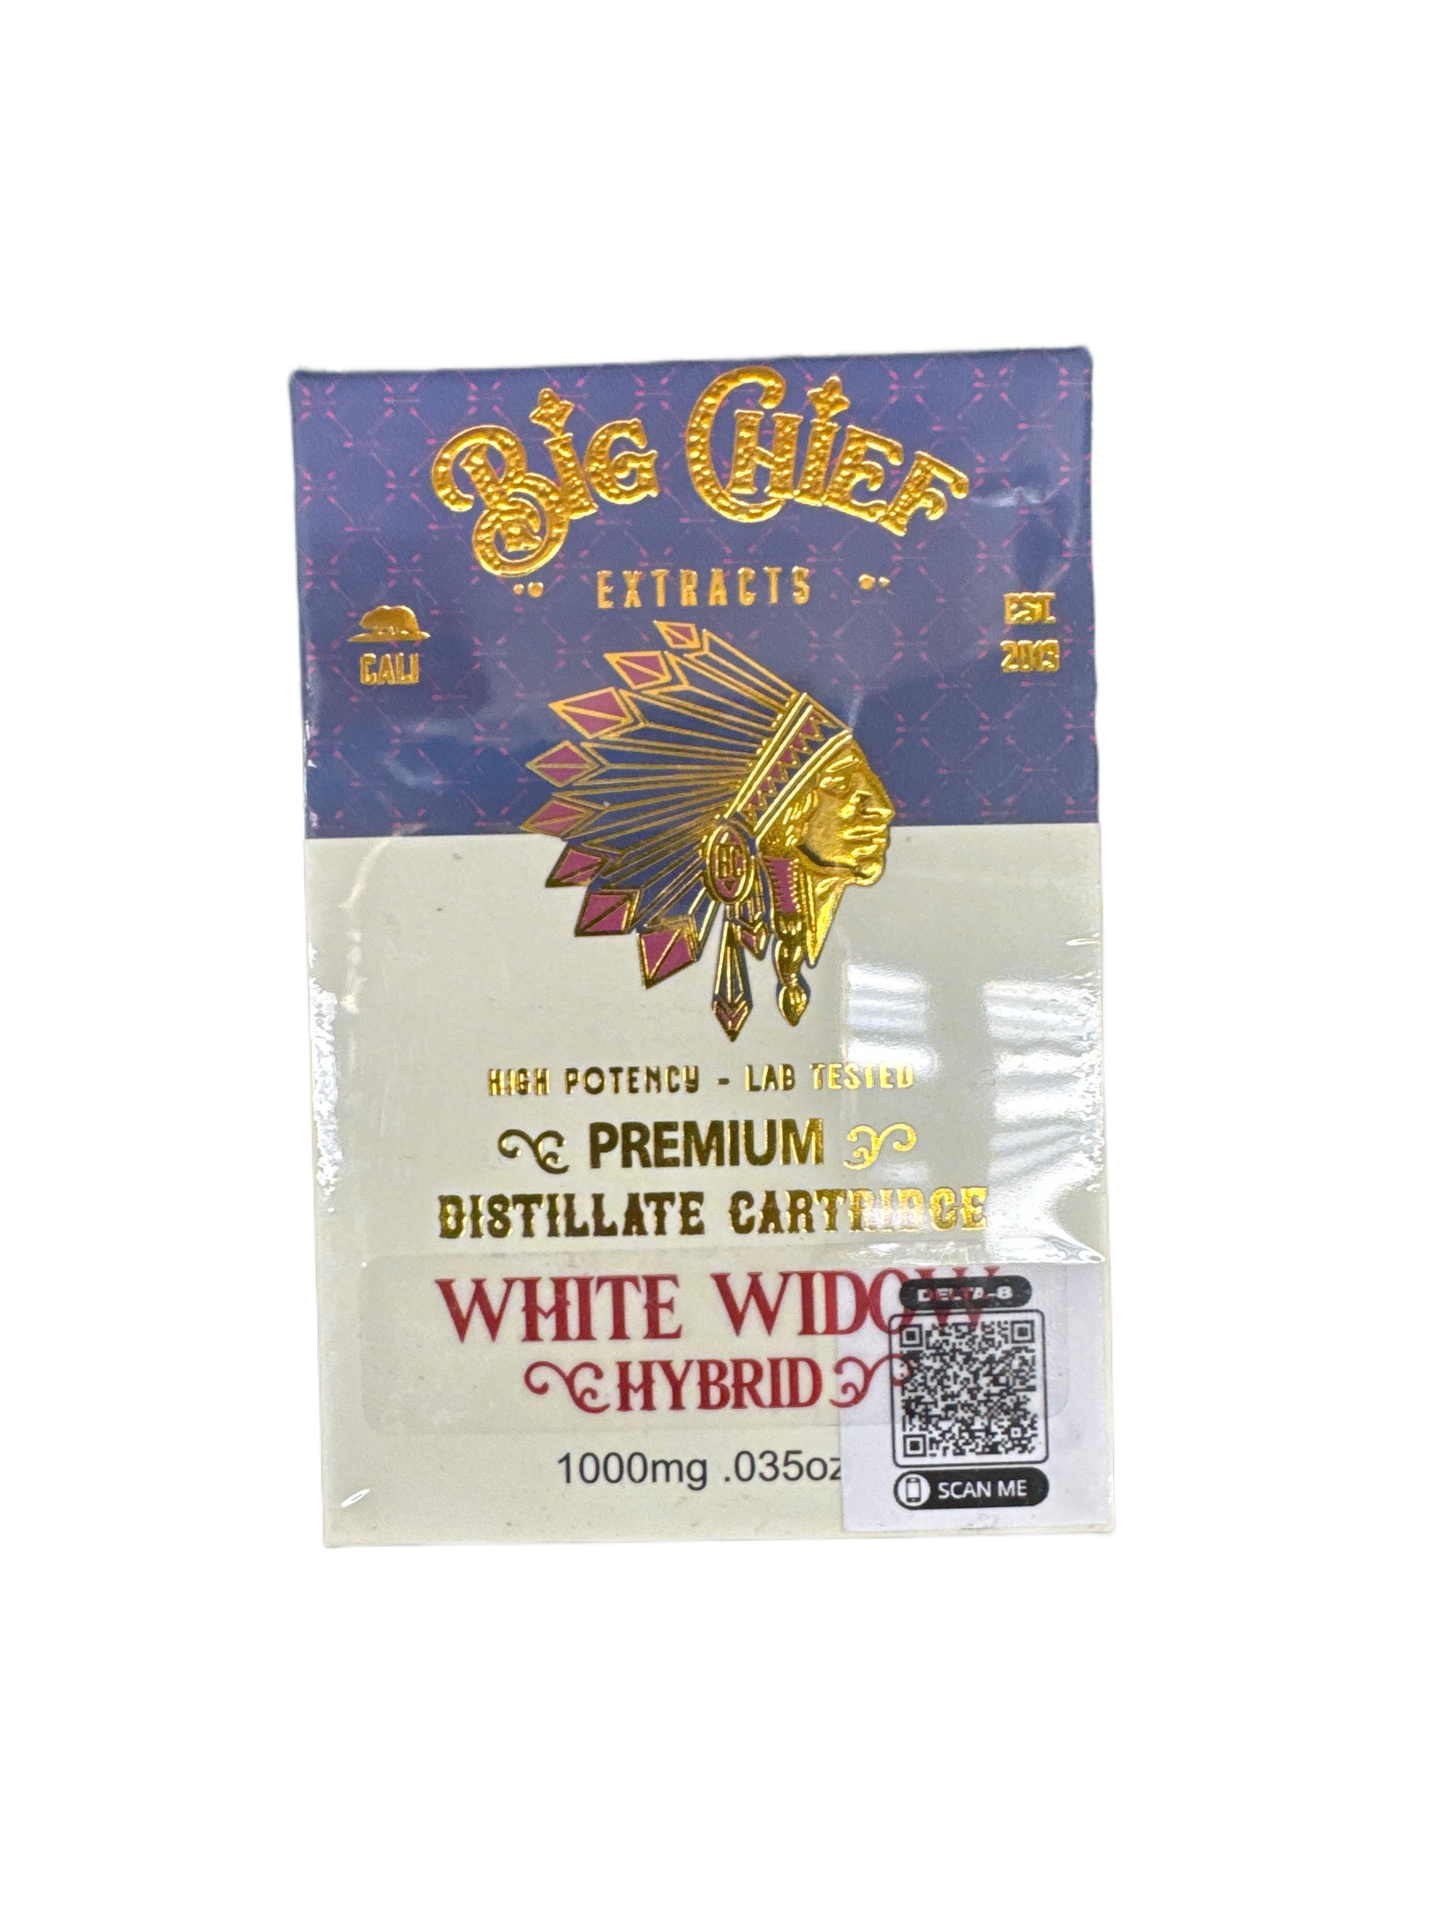 BIG CHIEF
EXTRACTS
CALI
EST.
2019
BC
HIGH POTENCY - LAB TESTED
PREMIUM
DISTILLATE CARTRIDGE
WHITE WIDOW
HYBRID
DELTA-8
1000mg .035oz
SCAN ME